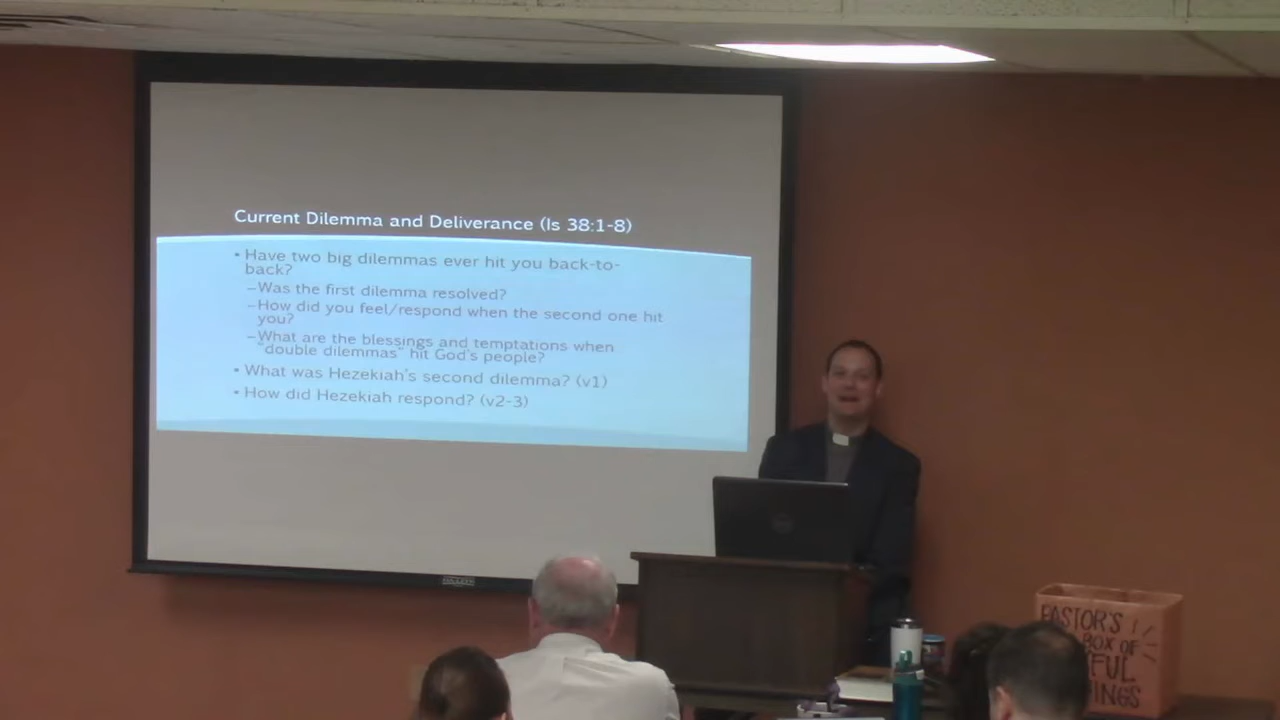 Current Dilemma and Deliverance (Is 38:1-8)
• Have two big dilemmas ever hit you back-to-
back?
–Was the first dilemma resolved?
–How did you feel/respond when the second one hit
you?
–What are the blessings and temptations when
"double dilemmas" hit God's people?
• What was Hezekiah's second dilemma? (v1)
• How did Hezekiah respond? (v2-3)
PASTOR'S
BOX OF